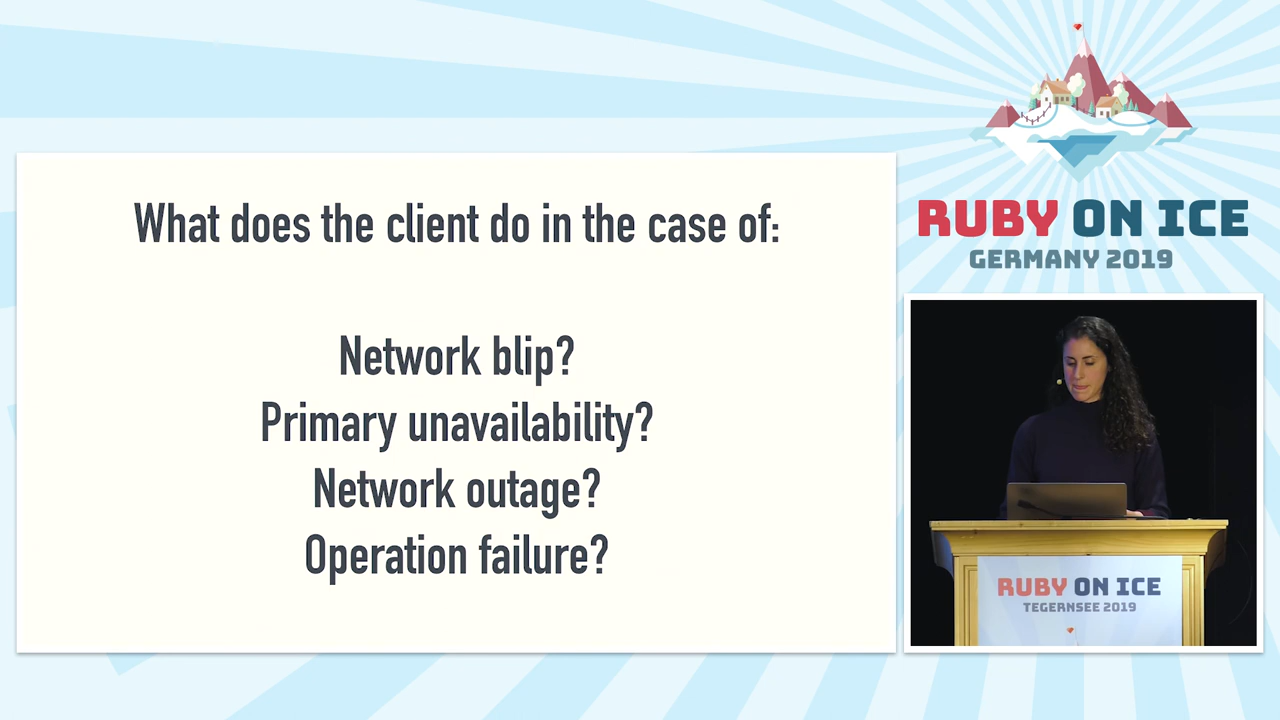 What does the client do in the case of:
Network blip?
Primary unavailability?
Network outage?
Operation failure?
RUBY ON ICE
GERMANY 2019
RUBY ON ICE
TEGERNSEE 2019